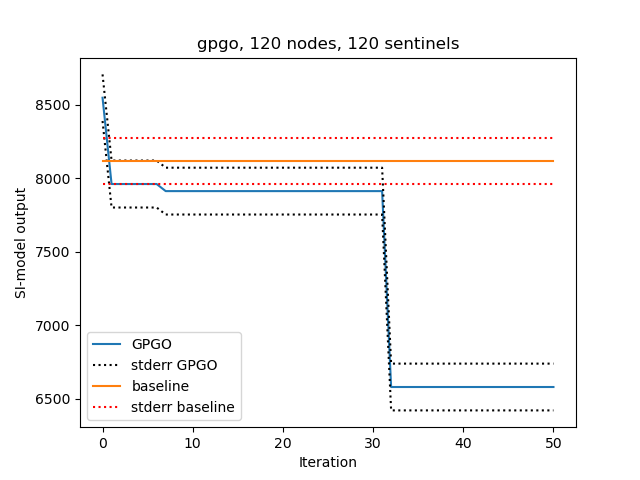 gpgo, 120 nodes, 120 sentinels
SI-model output
8500
8000
7500
7000
6500
GPGO
stderr GPGO
baseline
stderr baseline
0 10 20 30 40 50
Iteration